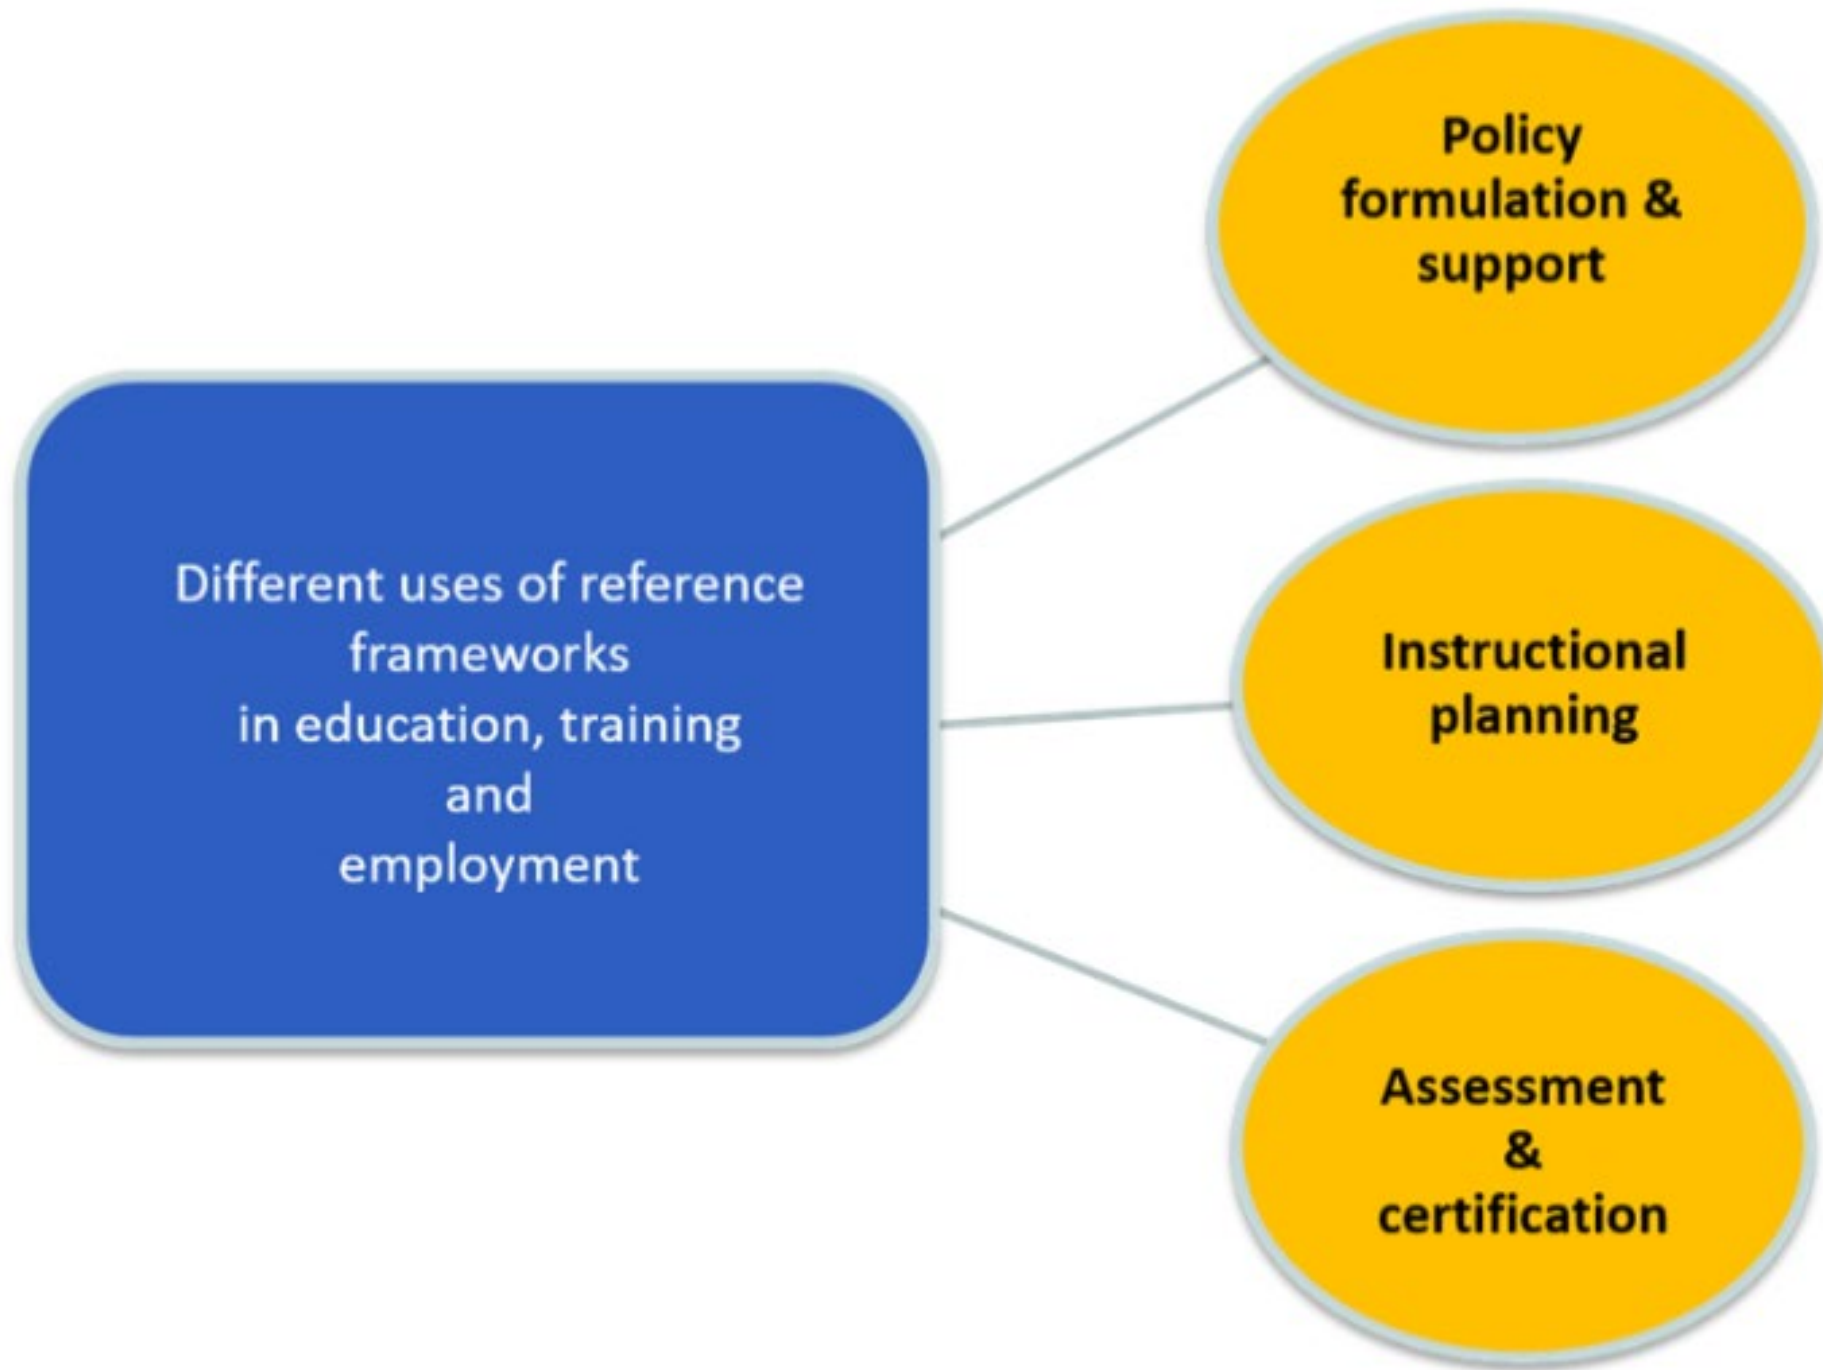 Policy
formulation &
support
Different uses of reference
frameworks
in education, training
and
employment
Instructional
planning
Assessment
&
certification